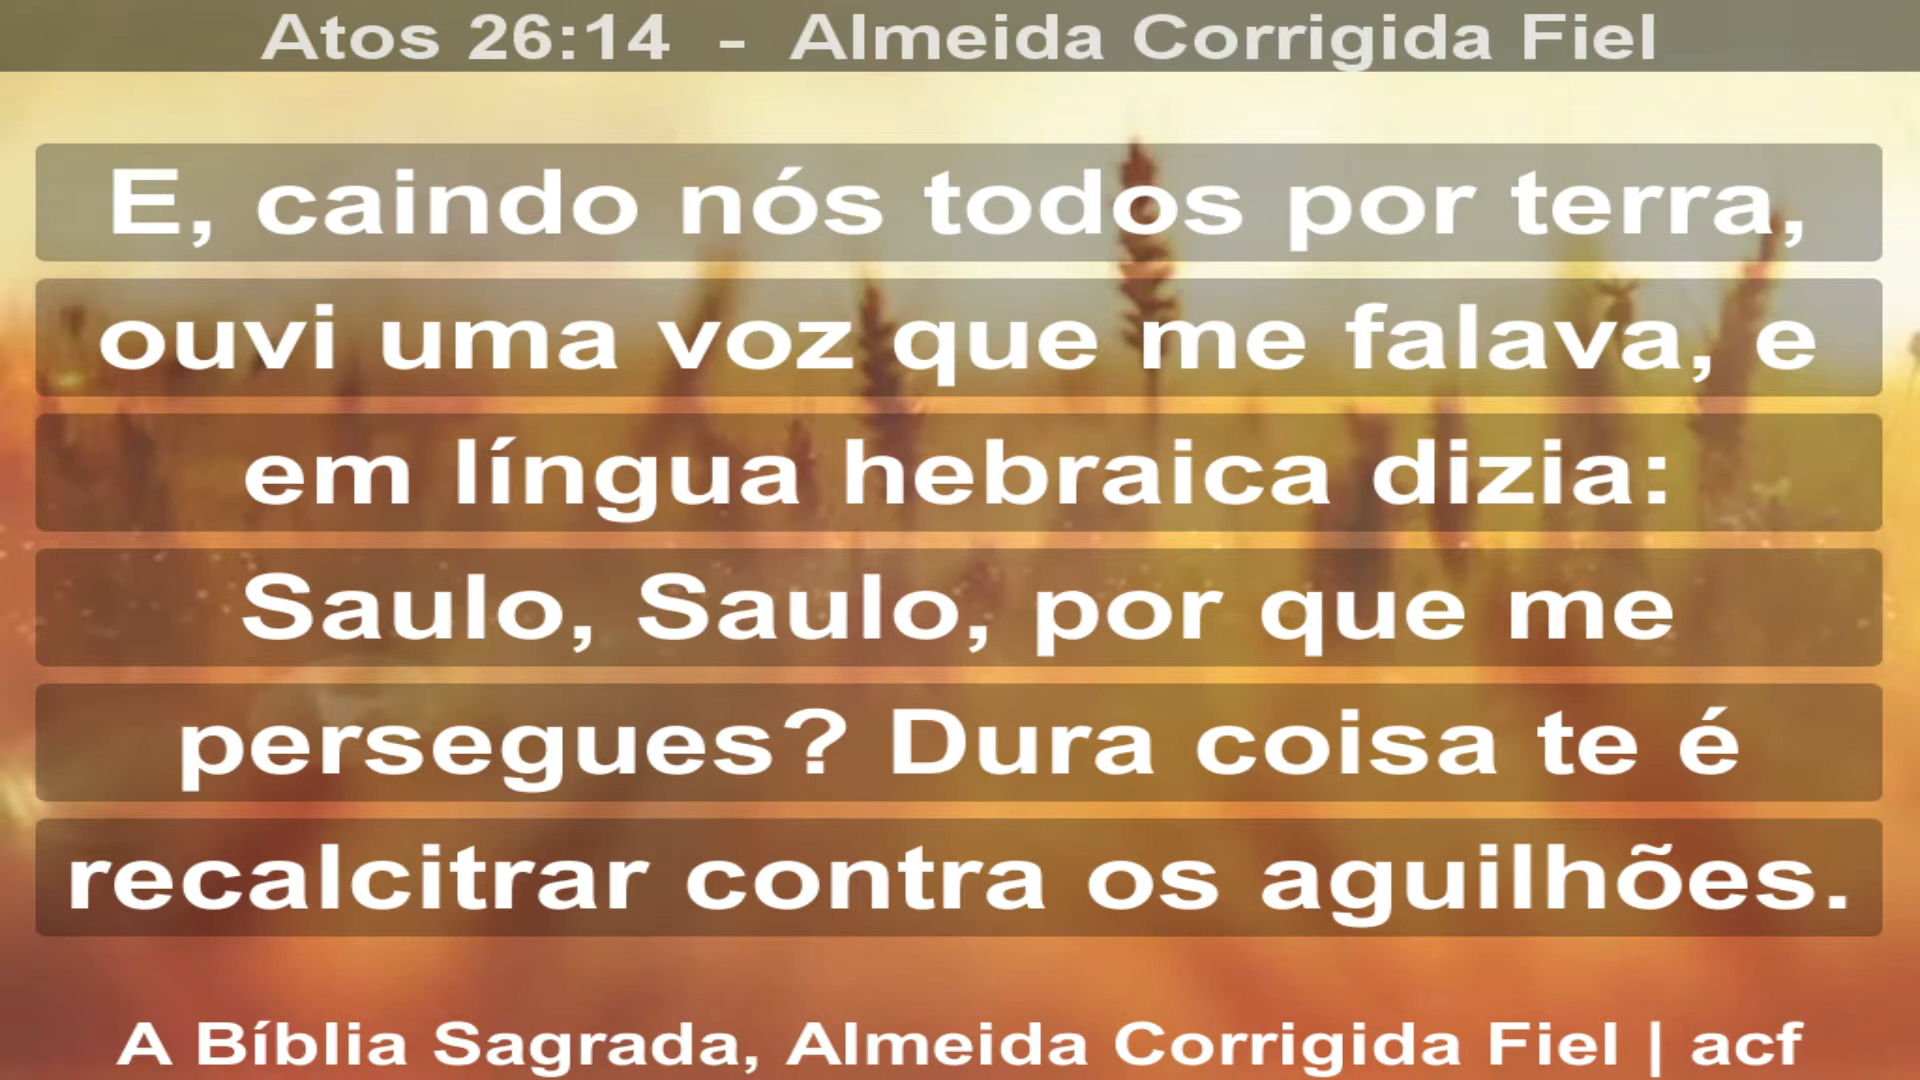 Atos 26:14 - Almeida Corrigida Fiel
E, caindo nós todos por terra,
ouvi uma voz que me falava, e
em língua hebraica dizia:
Saulo, Saulo, por que me
persegues? Dura coisa te é
recalcitrar contra os aguilhões.
A Bíblia Sagrada, Almeida Corrigida Fiel | acf